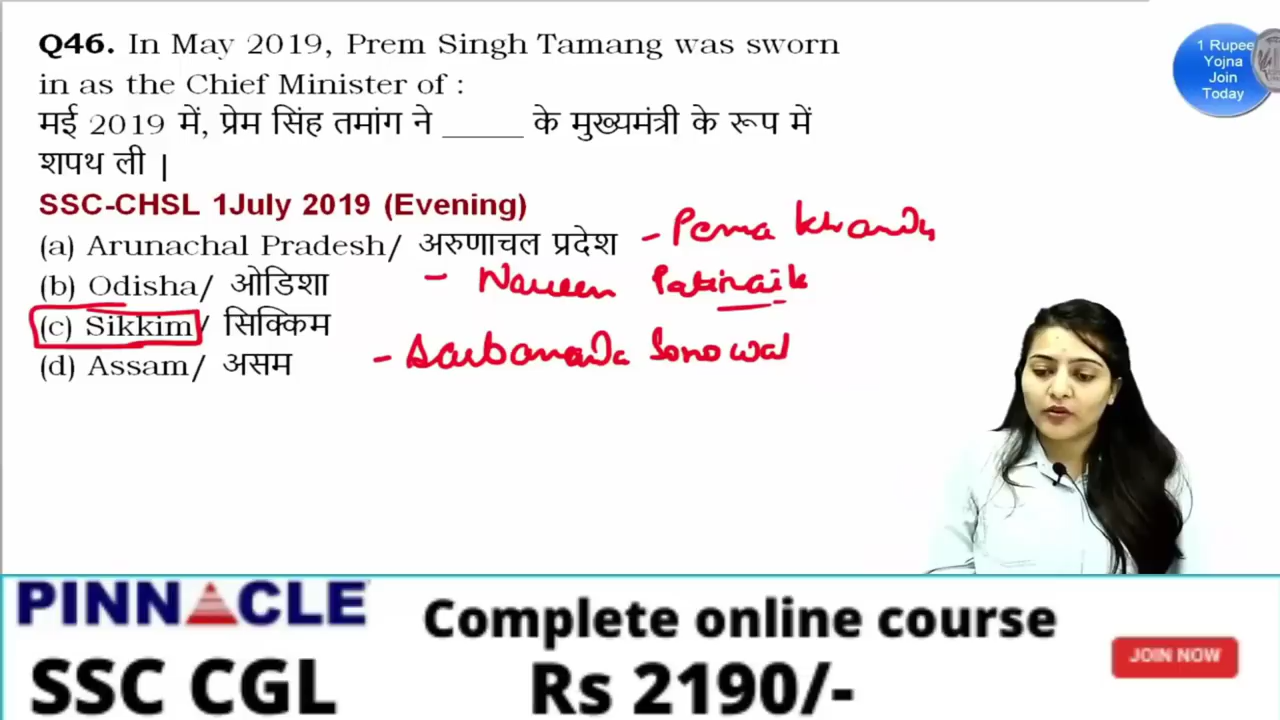 Q46. In May 2019, Prem Singh Tamang was sworn
in as the Chief Minister of :
मई 2019 में, प्रेम सिंह तमांग ने _____ के मुख्यमंत्री के रूप में
शपथ ली |
SSC-CHSL 1July 2019 (Evening)
(a) Arunachal Pradesh/ अरुणाचल प्रदेश - Pema Khandu
(b) Odisha/ ओडिशा - Naveen Patinaik
(c) Sikkim/ सिक्किम
(d) Assam/ असम - Sarbanada Sonowal
1 Rupee
Yojna
Join
Today
PINNACLE
SSC CGL
Complete online course
Rs 2190/-
JOIN NOW